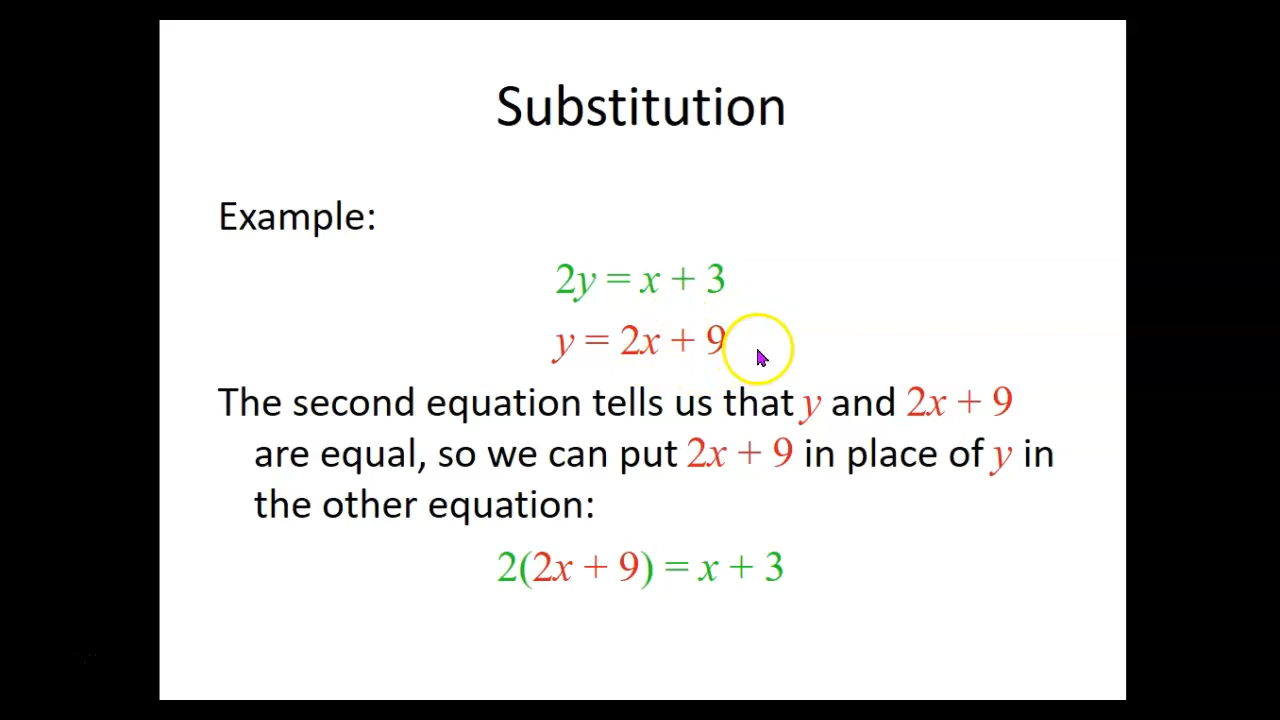 Substitution
Example:
2y = x + 3
y = 2x + 9
The second equation tells us that y and 2x + 9
are equal, so we can put 2x + 9 in place of y in
the other equation:
2(2x + 9) = x + 3